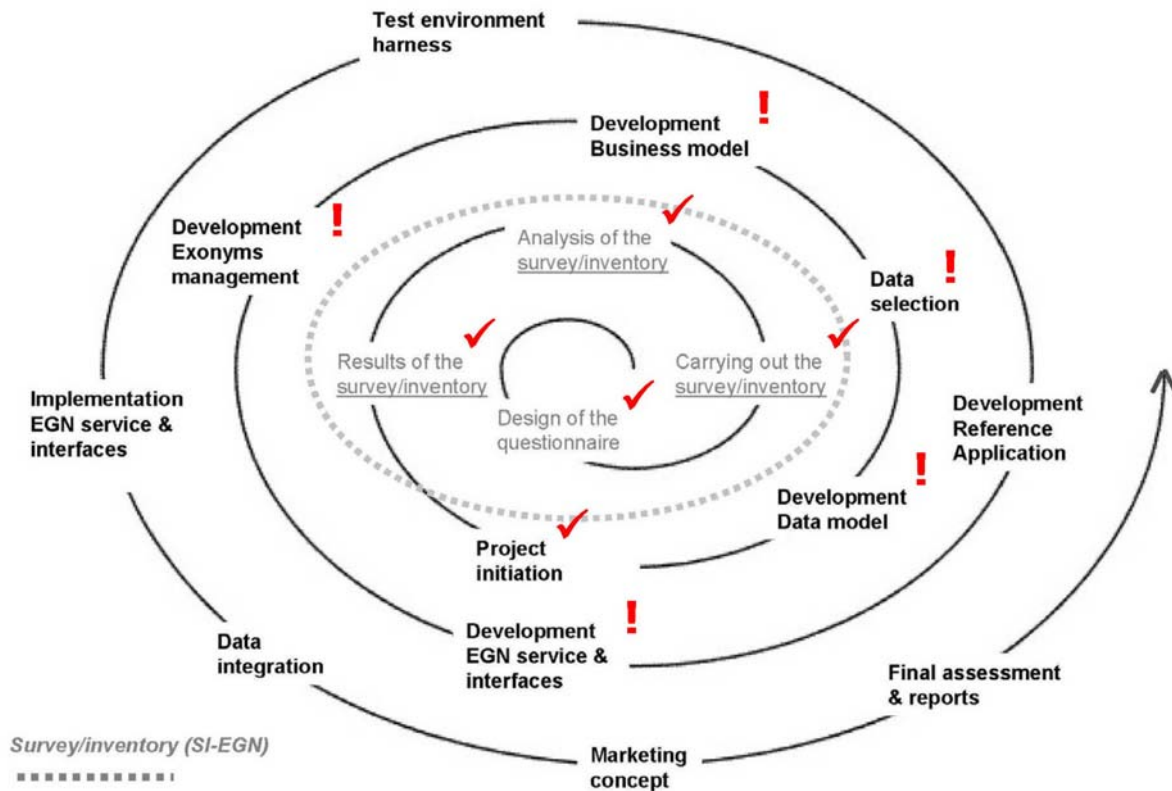 Test environment
harness
Development
Business model
!
Development
Exonyms
management
!
Analysis of the
survey/inventory
Data
selection
!
Results of the
survey/inventory
Carrying out the
survey/inventory
Design of the
questionnaire
Implementation
EGN service &
interfaces
Development
Reference
Application
Development
Data model
!
Project
initiation
Development
EGN service &
interfaces
!
Data
integration
Final assessment
& reports
Marketing
concept
Survey/inventory (SI-EGN)